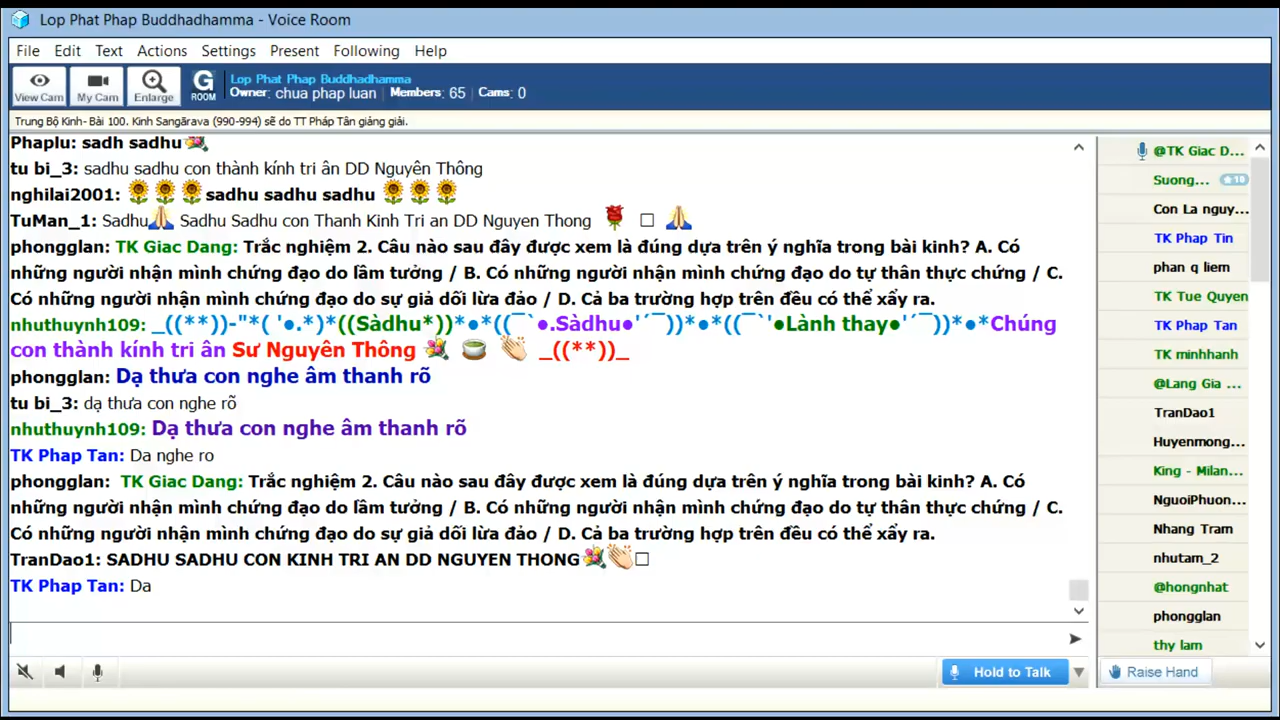 Lop Phat Phap Buddhadhamma - Voice Room
File Edit Text Actions Settings Present Following Help
View Cam My Cam Enlarge G ROOM
Lop Phat Phap Buddhadhamma
Owner: chua phap luan Members: 65 Cams: 0
Trung Bộ Kinh- Bài 100. Kinh Sangārava (990-994) sẽ do TT Pháp Tân giảng giải.
Phaplu: sadh sadhu
tu bi_3: sadhu sadhu con thành kính tri ân DD Nguyên Thông
nghilai2001: sadhu sadhu sadhu
TuMan_1: Sadhu Sadhu Sadhu con Thanh Kinh Tri an DD Nguyen Thong
phongglan: TK Giac Dang: Trắc nghiệm 2. Câu nào sau đây được xem là đúng dựa trên ý nghĩa trong bài kinh? A. Có
những người nhận mình chứng đạo do lầm tưởng / B. Có những người nhận mình chứng đạo do tự thân thực chứng / C.
Có những người nhận mình chứng đạo do sự giả dối lừa đảo / D. Cả ba trường hợp trên đều có thể xẩy ra.
nhuthuynh109: _((**))-"*( '●.*)*((Sàdhu*))*●*((¯`●.Sàdhu●'´¯))*●*((¯`'●Lành thay●'´¯))*●*Chúng
con thành kính tri ân Sư Nguyên Thông _((**))_
phongglan: Dạ thưa con nghe âm thanh rõ
tu bi_3: dạ thưa con nghe rõ
nhuthuynh109: Dạ thưa con nghe âm thanh rõ
TK Phap Tan: Da nghe ro
phongglan: TK Giac Dang: Trắc nghiệm 2. Câu nào sau đây được xem là đúng dựa trên ý nghĩa trong bài kinh? A. Có
những người nhận mình chứng đạo do lầm tưởng / B. Có những người nhận mình chứng đạo do tự thân thực chứng / C.
Có những người nhận mình chứng đạo do sự giả dối lừa đảo / D. Cả ba trường hợp trên đều có thể xẩy ra.
TranDao1: SADHU SADHU CON KINH TRI AN DD NGUYEN THONG
TK Phap Tan: Da
Hold to Talk
@TK Giac D...
Suong... 10
Con La nguy...
TK Phap Tin
phan q liem
TK Tue Quyen
TK Phap Tan
TK minhhanh
@Lang Gia ...
TranDao1
Huyenmong...
King - Milan...
NguoiPhuon...
Nhang Tram
nhutam_2
@hongnhat
phongglan
thy lam
Raise Hand